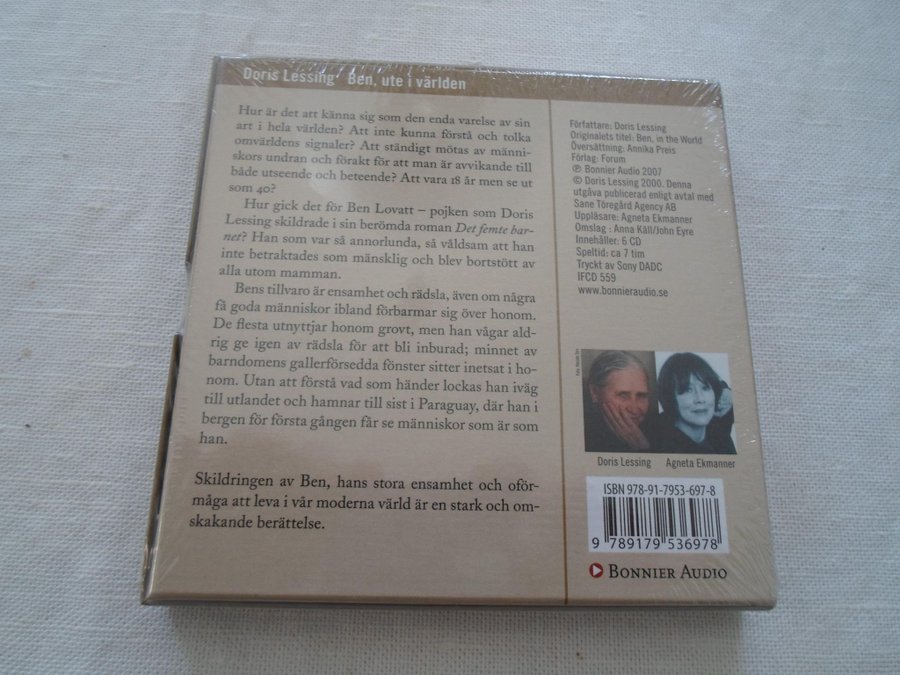 Doris Lessing Ben, ute i världen
Hur är det att känna sig som den enda varelse av sin
art i hela världen? Att inte kunna förstå och tolka
omvärldens signaler? Att ständigt mötas av männi-
skors undran och förakt för att man är avvikande till
både utseende och beteende? Att vara 18 år men se ut
som 40?
Hur gick det för Ben Lovatt – pojken som Doris
Lessing skildrade i sin berömda roman Det femte bar-
net? Han som var så annorlunda, så våldsam att han
inte betraktades som mänsklig och blev bortstött av
alla utom mamman.
Bens tillvaro är ensamhet och rädsla, även om några
få goda människor ibland förbarmar sig över honom.
De flesta utnyttjar honom grovt, men han vågar ald-
rig ge igen av rädsla för att bli inburad; minnet av
barndomens gallerförsedda fönster sitter inetsat i ho-
nom. Utan att förstå vad som händer lockas han iväg
till utlandet och hamnar till sist i Paraguay, där han i
bergen för första gången får se människor som är som
han.
Skildringen av Ben, hans stora ensamhet och oför-
måga att leva i vår moderna värld är en stark och om-
skakande berättelse.
Författare: Doris Lessing
Originalets titel: Ben, in the World
Översättning: Annika Preis
Förlag: Forum
℗ Bonnier Audio 2007
© Doris Lessing 2000. Denna
utgåva publicerad enligt avtal med
Sane Töregård Agency AB
Uppläsare: Agneta Ekmanner
Omslag : Anna Käll/John Eyre
Innehåller: 6 CD
Speltid: ca 7 tim
Tryckt av Sony DADC
IFCD 559
www.bonnieraudio.se
Doris Lessing Agneta Ekmanner
ISBN 978-91-7953-697-8
9 789179 536978
BONNIER AUDIO